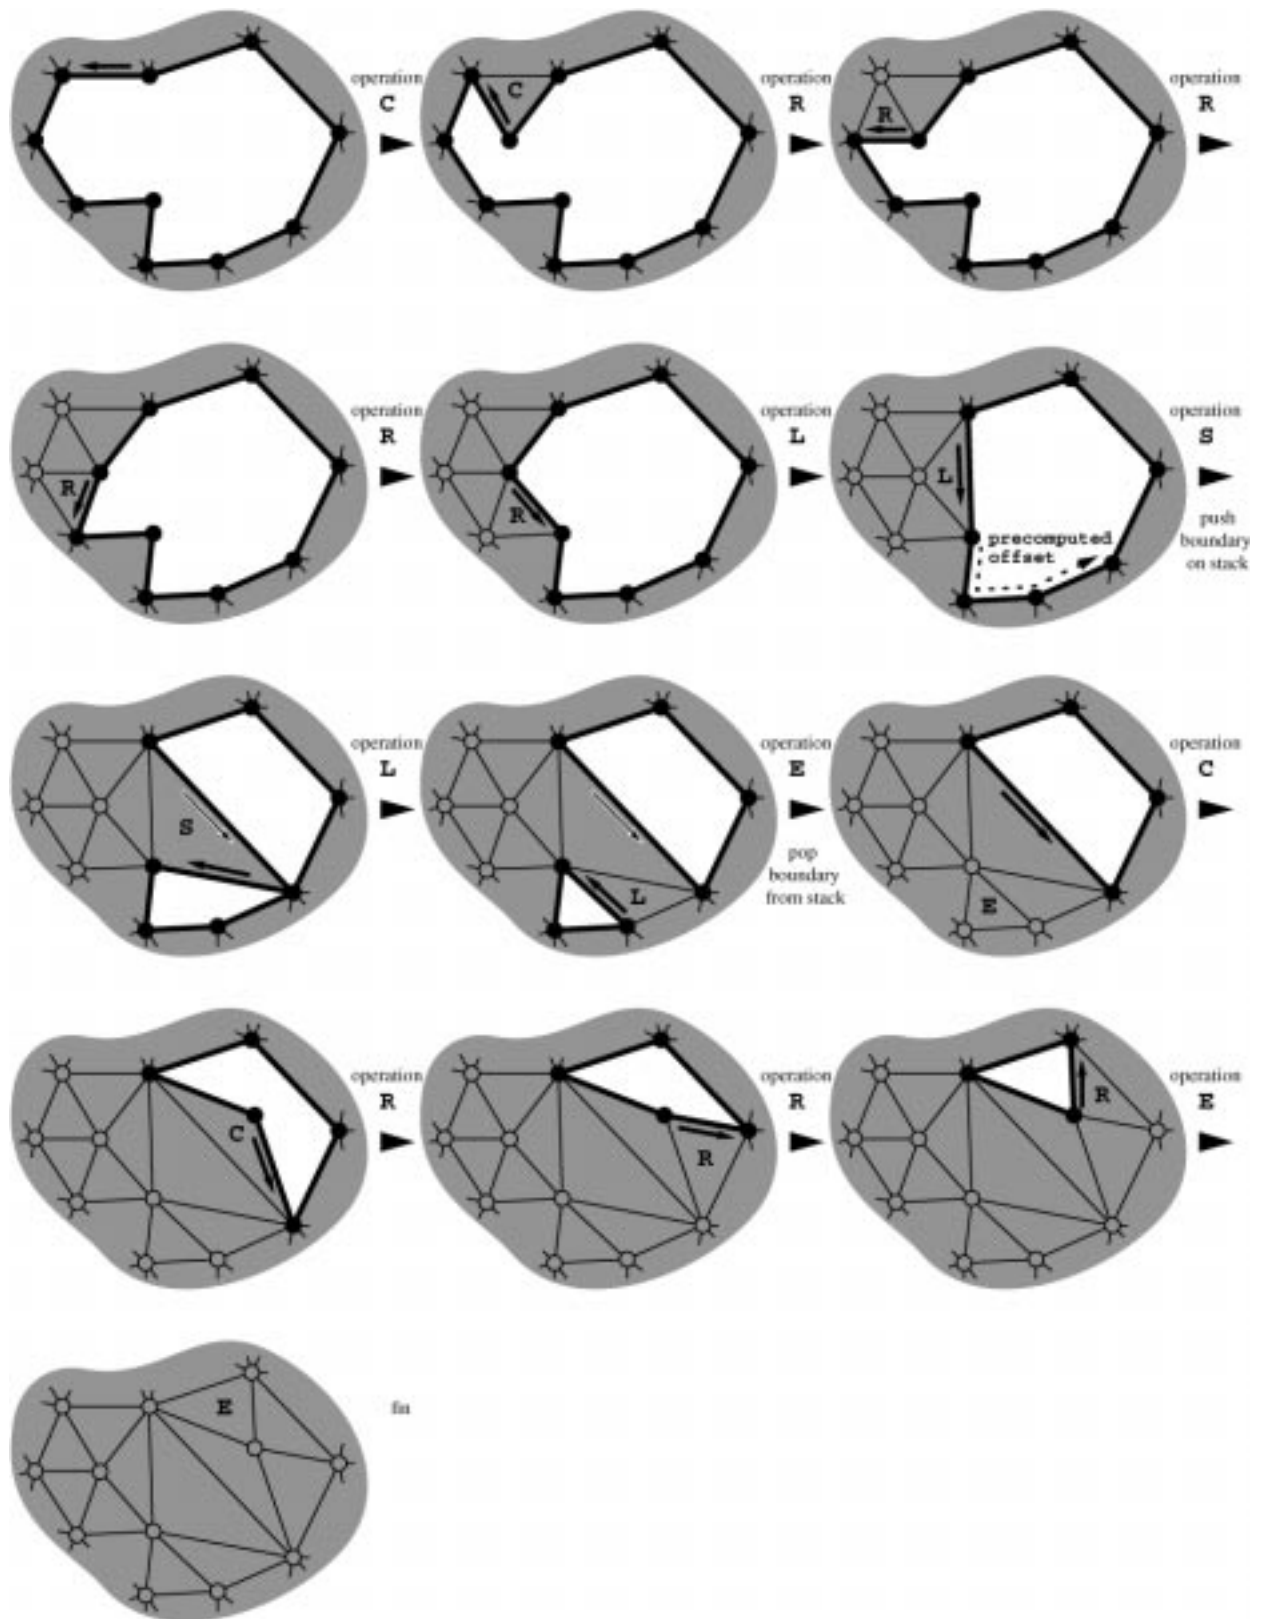 operation
C
C
operation
R
R
operation
R
R
operation
R
R
operation
L
L
precomputed
offset
operation
S
push
boundary
on stack
S
operation
L
L
operation
E
pop
boundary
from stack
E
operation
C
C
operation
R
R
operation
R
R
operation
E
E
fin